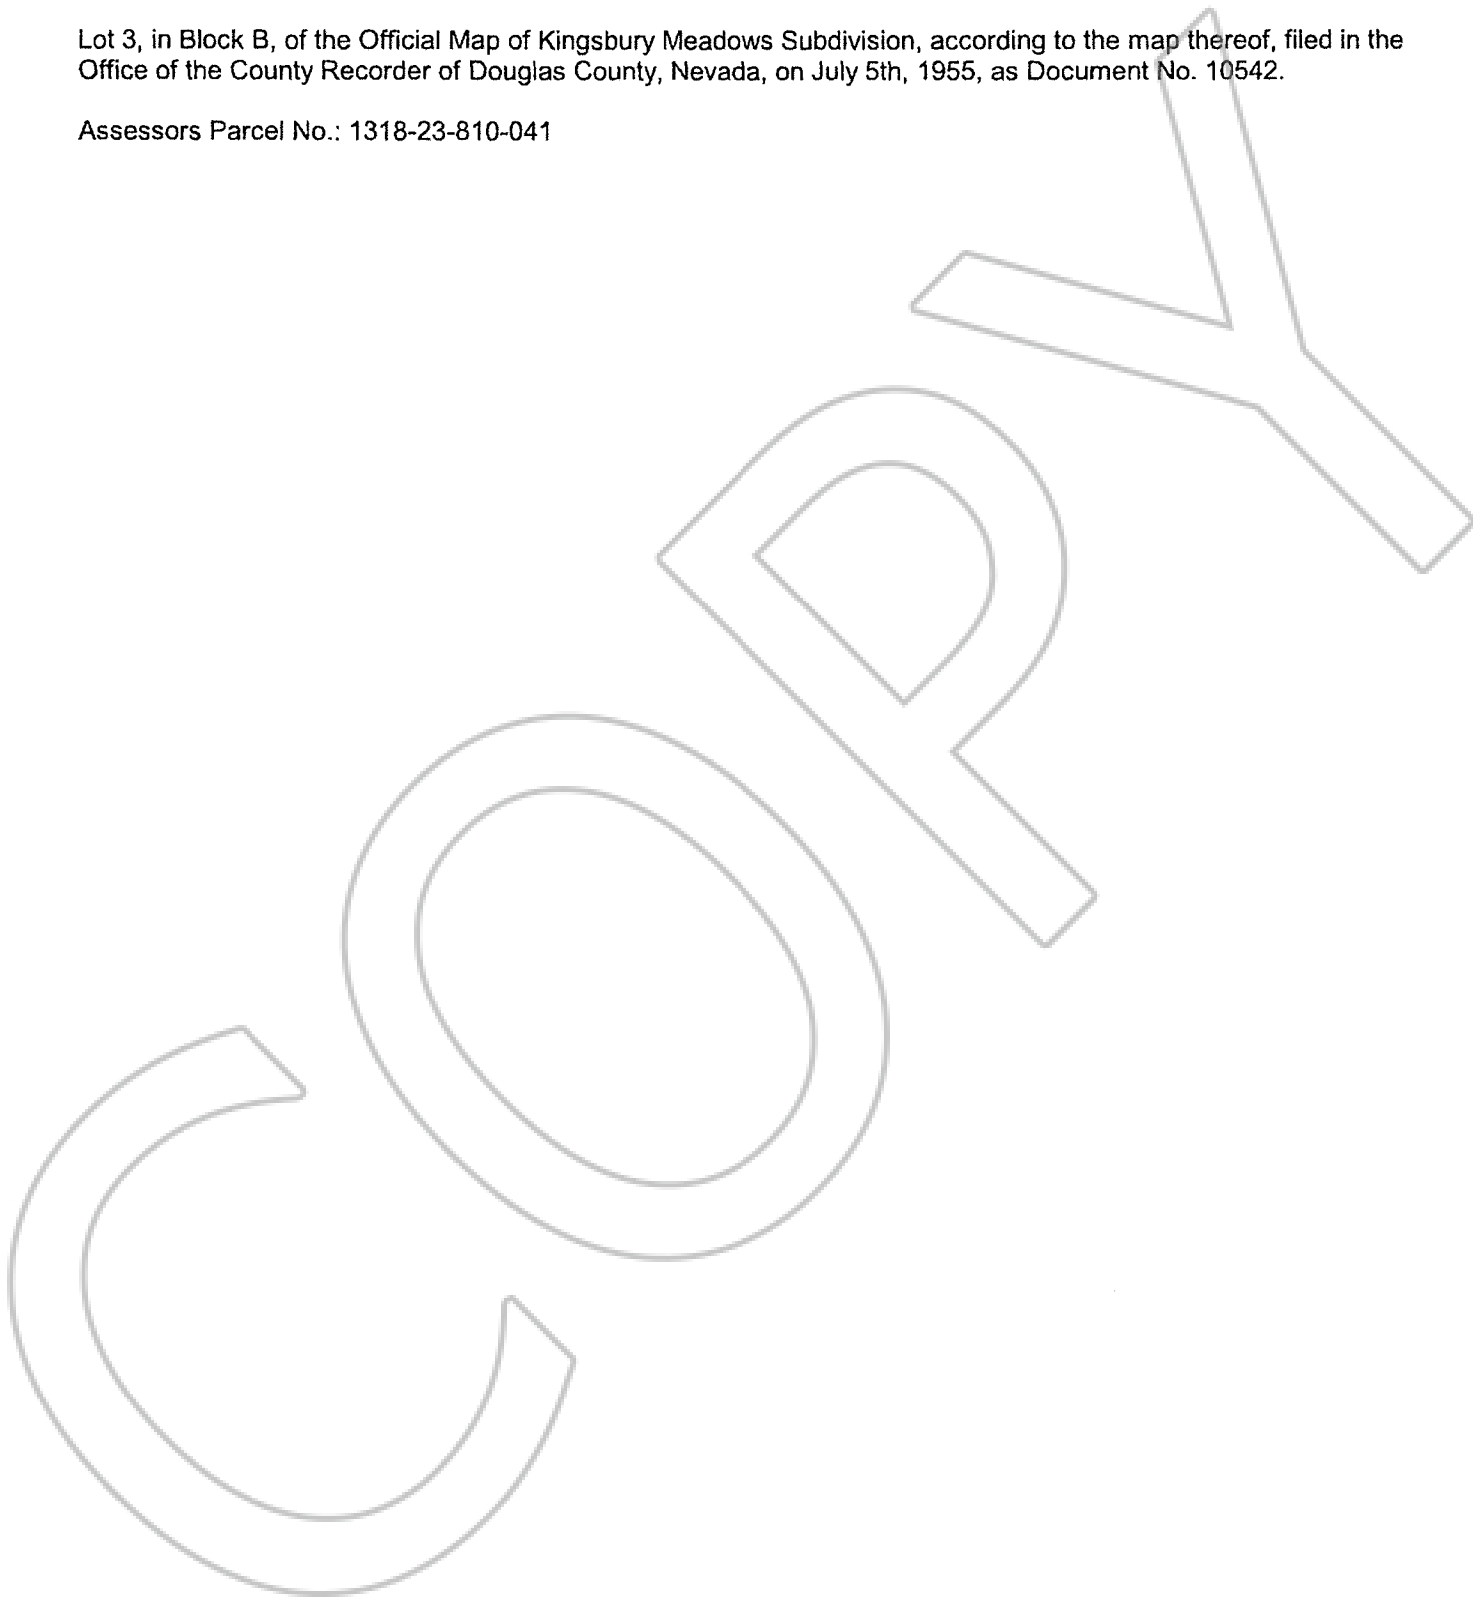 Lot 3, in Block B, of the Official Map of Kingsbury Meadows Subdivision, according to the map thereof, filed in the
Office of the County Recorder of Douglas County, Nevada, on July 5th, 1955, as Document No. 10542.
Assessors Parcel No.: 1318-23-810-041
COPY